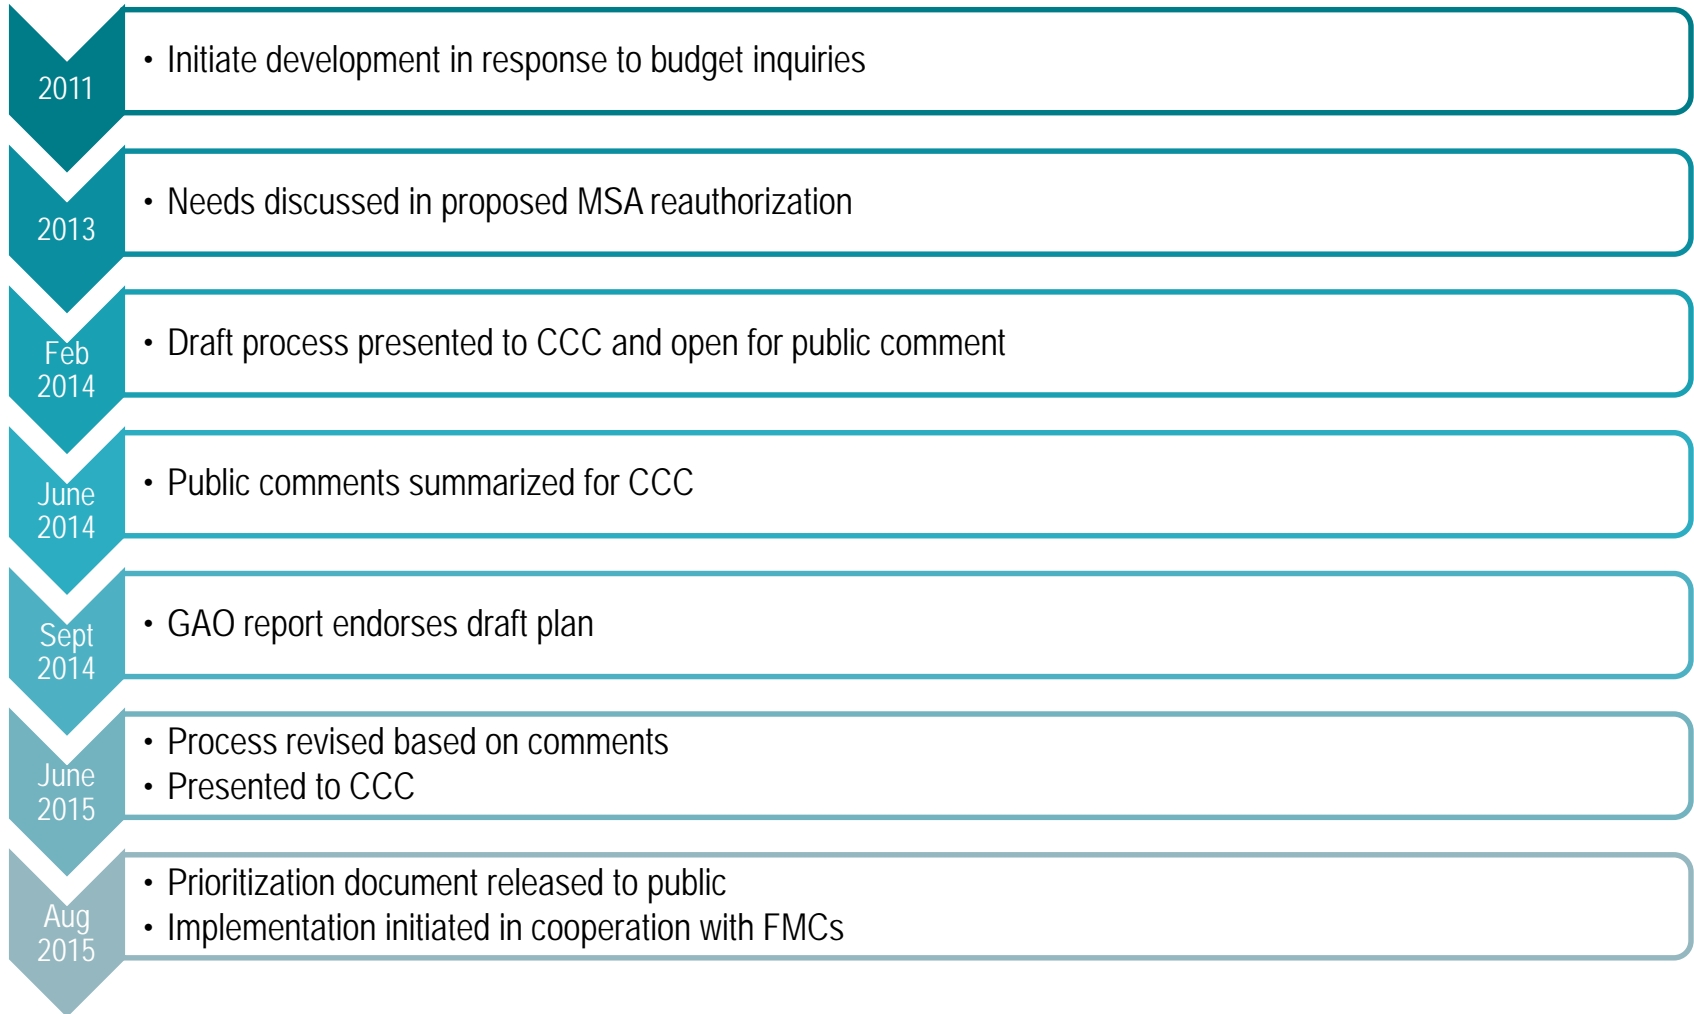 2011
• Initiate development in response to budget inquiries
2013
• Needs discussed in proposed MSA reauthorization
Feb
2014
• Draft process presented to CCC and open for public comment
June
2014
• Public comments summarized for CCC
Sept
2014
• GAO report endorses draft plan
June
2015
• Process revised based on comments
• Presented to CCC
Aug
2015
• Prioritization document released to public
• Implementation initiated in cooperation with FMCs